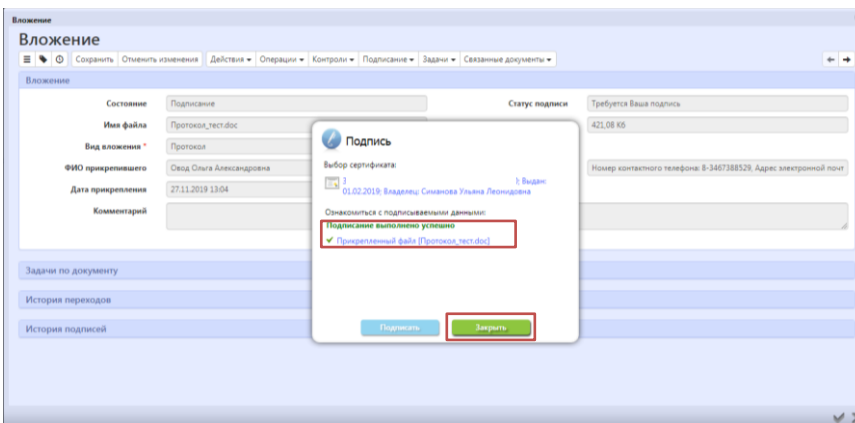 Вложение
Вложение
Сохранить Отменить изменения Действия Операции Контроли Подписание Задачи Связанные документы
Вложение
Состояние Подписание Статус подписи Требуется Ваша подпись
Имя файла Протокол_тест.doc 421,08 Кб
Вид вложения * Протокол
ФИО прикрепившего Овод Ольга Александровна Номер контактного телефона: 8-3467388529, Адрес электронной почт
Дата прикрепления 27.11.2019 13:04
Комментарий
Подпись
Выбор сертификата:
); Выдан:
01.02.2019; Владелец: Симанова Ульяна Леонидовна
Ознакомиться с подписываемыми данными:
Подписание выполнено успешно
Прикрепленный файл [Протокол_тест.doc]
Подписать Закрыть
Задачи по документу
История переходов
История подписей